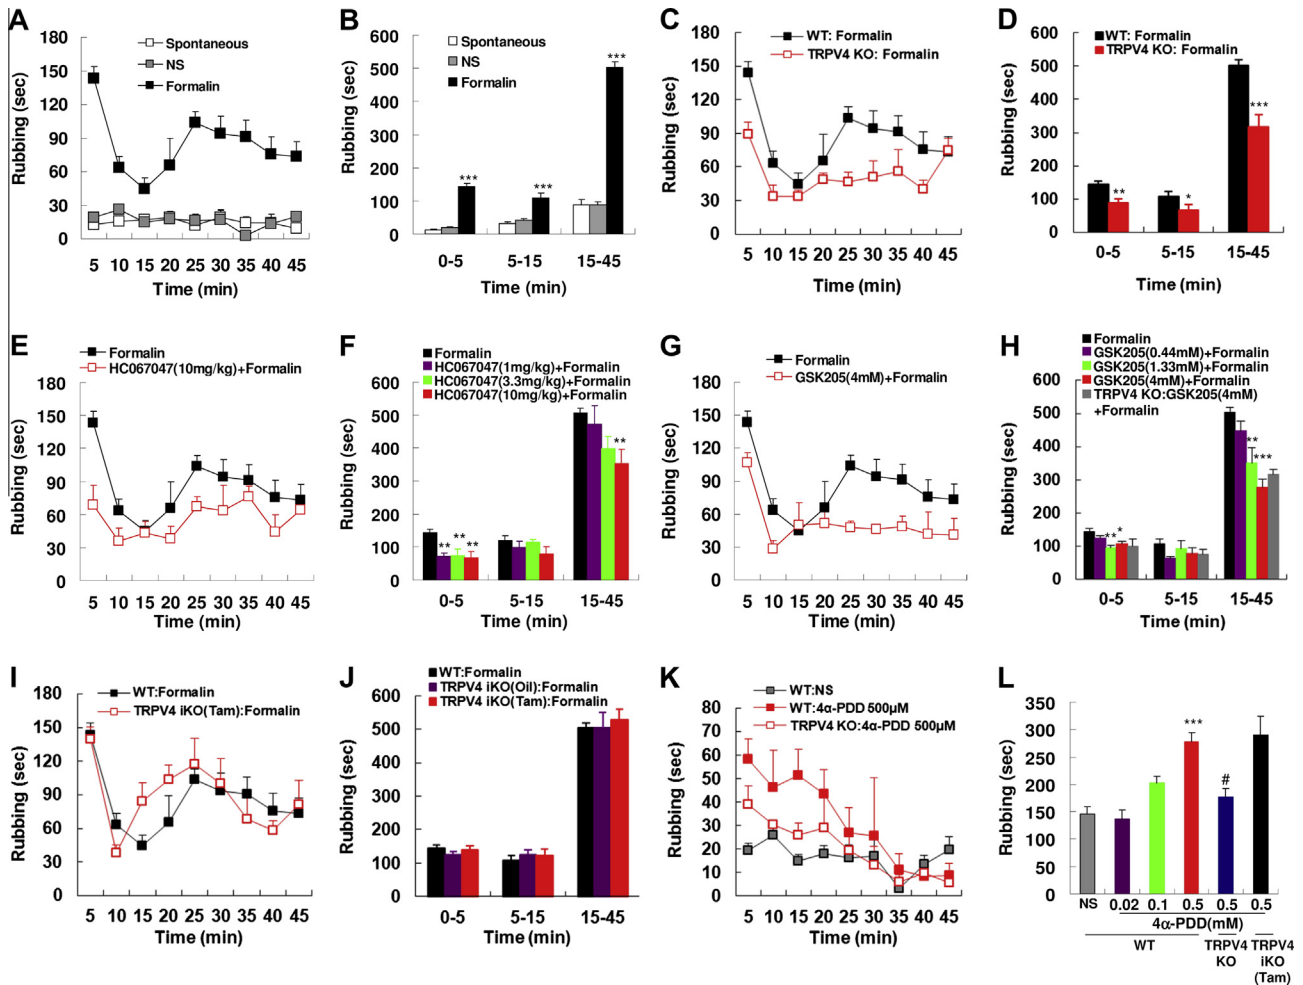 A
Spontaneous
NS
Formalin
Rubbing (sec)
180
150
120
90
60
30
0
5 10 15 20 25 30 35 40 45
Time (min)
B
Spontaneous
NS
Formalin
Rubbing (sec)
600
500
400
300
200
100
0
***
***
***
0-5 5-15 15-45
Time (min)
C
WT: Formalin
TRPV4 KO: Formalin
Rubbing (sec)
180
150
120
90
60
30
0
5 10 15 20 25 30 35 40 45
Time (min)
D
WT: Formalin
TRPV4 KO: Formalin
Rubbing (sec)
600
500
400
300
200
100
0
**
*
***
0-5 5-15 15-45
Time (min)
E
Formalin
HC067047(10mg/kg)+Formalin
Rubbing (sec)
180
150
120
90
60
30
0
5 10 15 20 25 30 35 40 45
Time (min)
F
Formalin
HC067047(1mg/kg)+Formalin
HC067047(3.3mg/kg)+Formalin
HC067047(10mg/kg)+Formalin
Rubbing (sec)
600
500
400
300
200
100
0
**
**
**
**
0-5 5-15 15-45
Time (min)
G
Formalin
GSK205(4mM)+Formalin
Rubbing (sec)
180
150
120
90
60
30
0
5 10 15 20 25 30 35 40 45
Time (min)
H
Formalin
GSK205(0.44mM)+Formalin
GSK205(1.33mM)+Formalin
GSK205(4mM)+Formalin
TRPV4 KO:GSK205(4mM)
+Formalin
Rubbing (sec)
600
500
400
300
200
100
0
**
*
**
***
0-5 5-15 15-45
Time (min)
I
WT:Formalin
TRPV4 iKO(Tam):Formalin
Rubbing (sec)
180
150
120
90
60
30
0
5 10 15 20 25 30 35 40 45
Time (min)
J
WT:Formalin
TRPV4 iKO(Oil):Formalin
TRPV4 iKO(Tam):Formalin
Rubbing (sec)
600
500
400
300
200
100
0
0-5 5-15 15-45
Time (min)
K
WT:NS
WT:4α-PDD 500µM
TRPV4 KO:4α-PDD 500µM
Rubbing (sec)
80
70
60
50
40
30
20
10
0
5 10 15 20 25 30 35 40 45
Time (min)
L
Rubbing (sec)
350
300
250
200
150
100
50
0
***
#
NS 0.02 0.1 0.5 0.5 0.5
4α-PDD(mM)
WT TRPV4 TRPV4
KO iKO
(Tam)